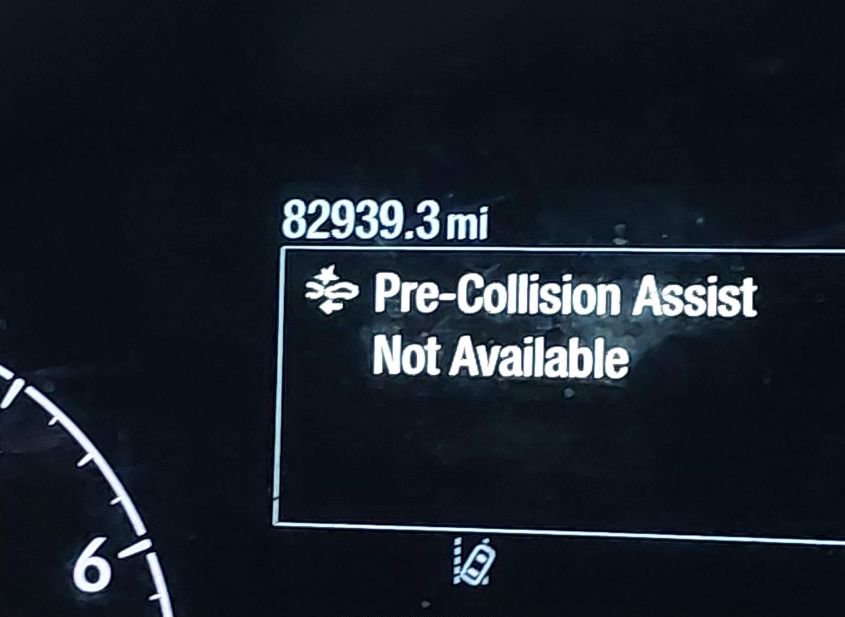 82939.3 mi
Pre-Collision Assist
Not Available
6